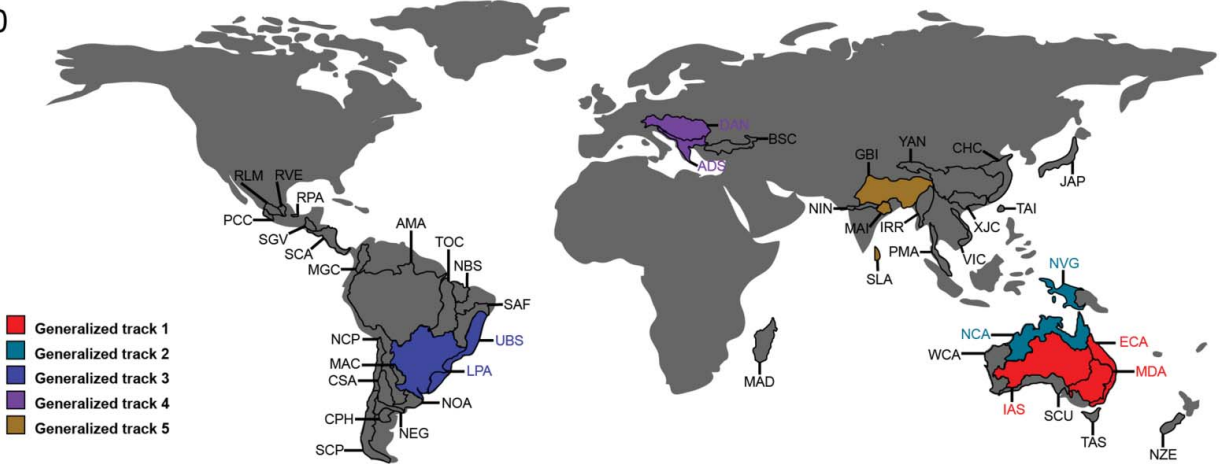 RLM
RVE
RPA
PCC
SGV
SCA
MGC
AMA
TOC
NBS
SAF
NCP
UBS
MAC
CSA
LPA
NOA
CPH
NEG
SCP
DAN
BSC
ADS
GBI
YAN
CHC
JAP
NIN
MAI
IRR
XJC
TAI
PMA
VIC
SLA
NVG
NCA
ECA
WCA
MDA
MAD
IAS
SCU
TAS
NZE
Generalized track 1
Generalized track 2
Generalized track 3
Generalized track 4
Generalized track 5